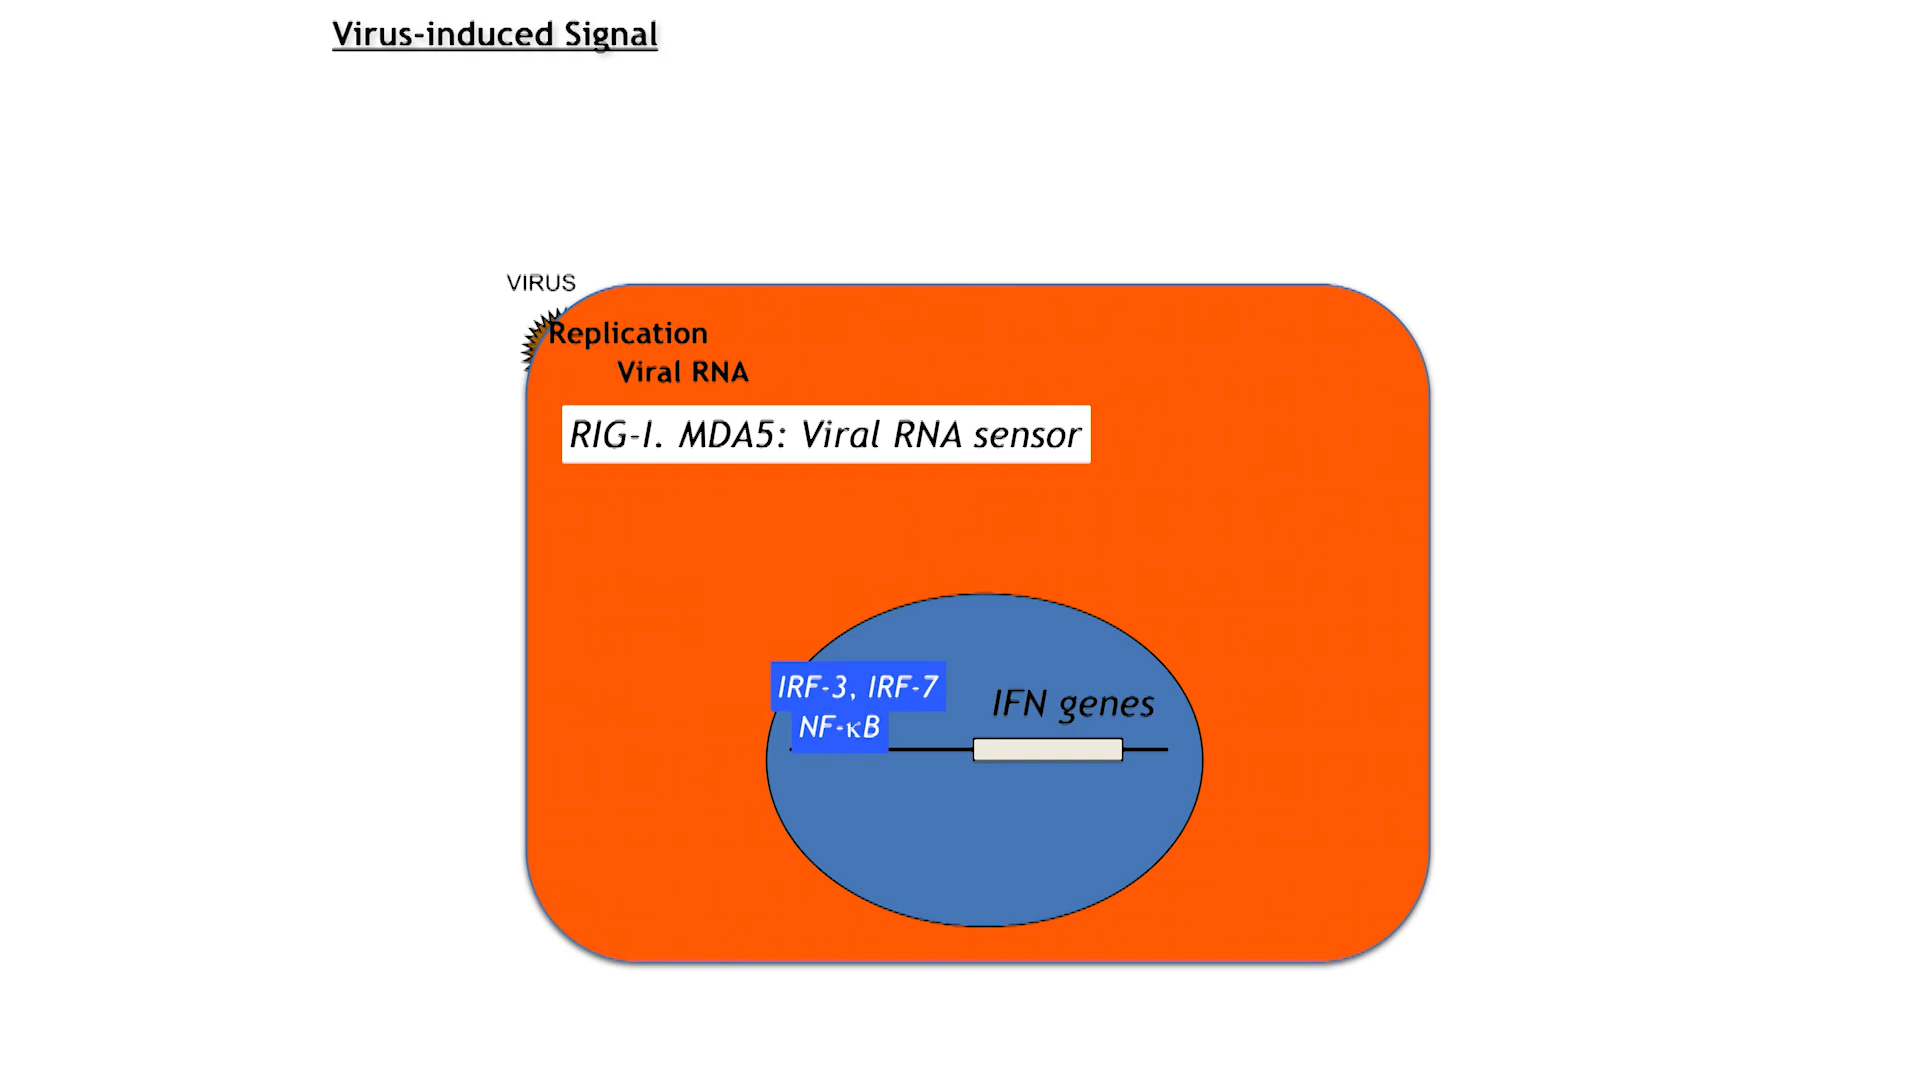 Virus-induced Signal
VIRUS
Replication
Viral RNA
RIG-I. MDA5: Viral RNA sensor
IRF-3, IRF-7
NF-κB
IFN genes